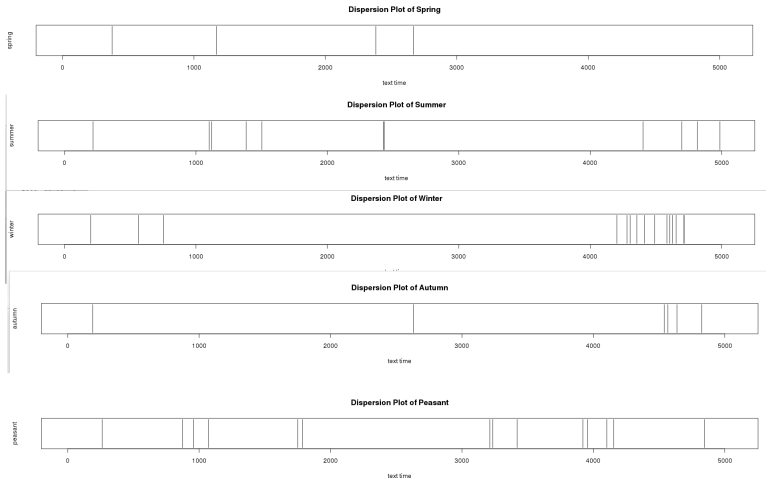 Dispersion Plot of Spring
spring
0 1000 2000 3000 4000 5000
text time
Dispersion Plot of Summer
summer
0 1000 2000 3000 4000 5000
text time
Dispersion Plot of Winter
winter
0 1000 2000 3000 4000 5000
Dispersion Plot of Autumn
autumn
0 1000 2000 3000 4000 5000
text time
Dispersion Plot of Peasant
peasant
0 1000 2000 3000 4000 5000
text time